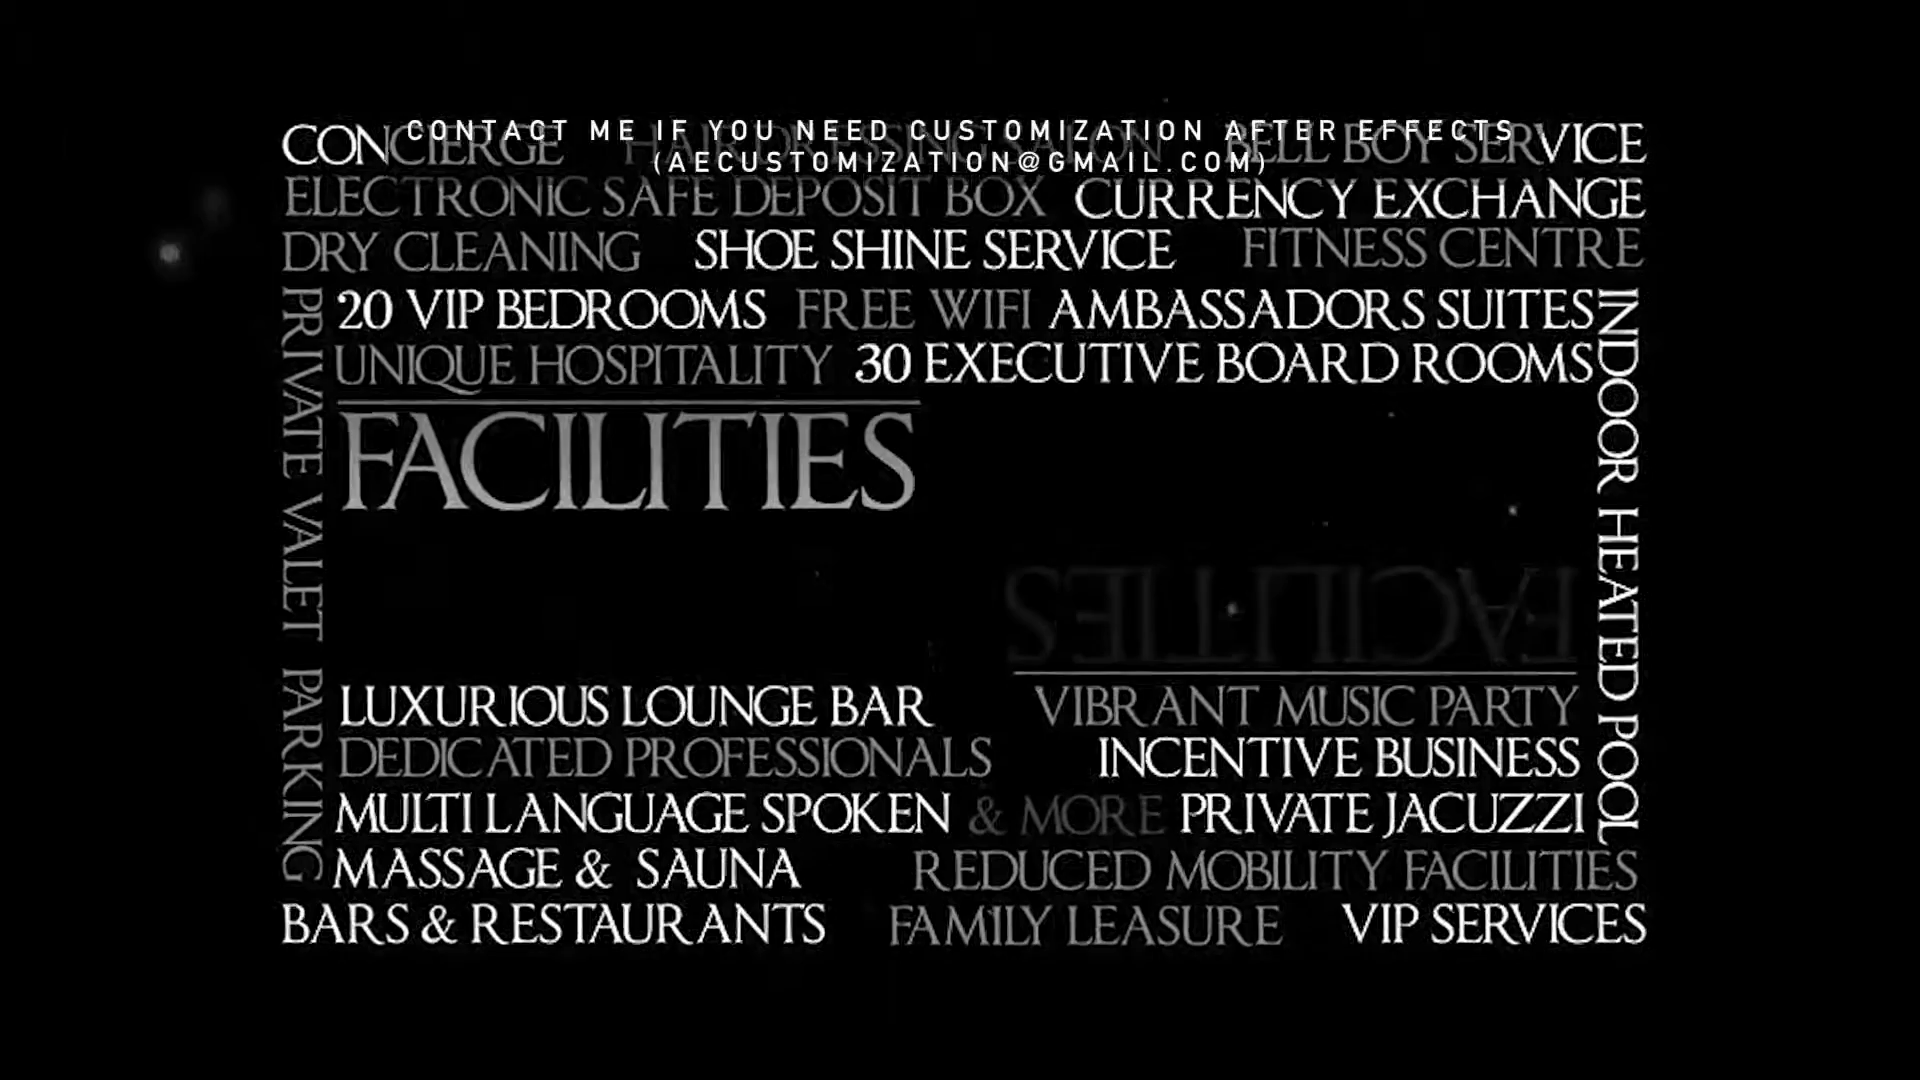 CONTACT ME IF YOU NEED CUSTOMIZATION AFTER EFFECTS
(AECUSTOMIZATION@GMAIL.COM)
CONCIERGE HAIRDRESSING SALON BELL BOY SERVICE
ELECTRONIC SAFE DEPOSIT BOX CURRENCY EXCHANGE
DRY CLEANING SHOE SHINE SERVICE FITNESS CENTRE
PRIVATE VALET PARKING
20 VIP BEDROOMS FREE WIFI AMBASSADORS SUITES
UNIQUE HOSPITALITY 30 EXECUTIVE BOARD ROOMS
INDOOR HEATED POOL
FACILITIES
FACILITIES
LUXURIOUS LOUNGE BAR VIBRANT MUSIC PARTY
DEDICATED PROFESSIONALS INCENTIVE BUSINESS
MULTI LANGUAGE SPOKEN & MORE PRIVATE JACUZZI
MASSAGE & SAUNA REDUCED MOBILITY FACILITIES
BARS & RESTAURANTS FAMILY LEASURE VIP SERVICES